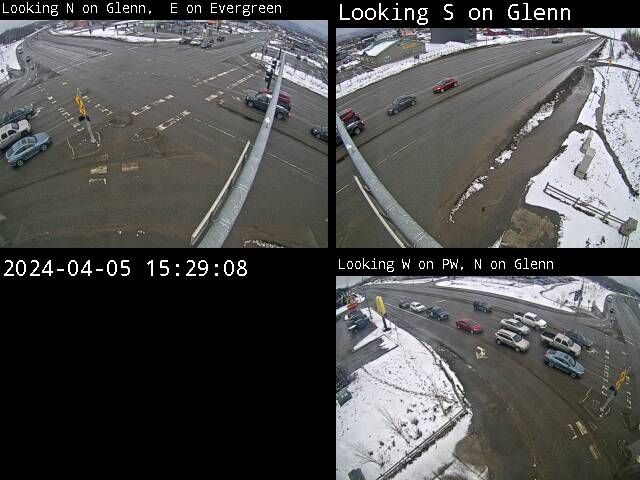 Looking N on Glenn,  E on Evergreen
Looking S on Glenn
2024-04-05 15:29:08
Looking W on PW, N on Glenn